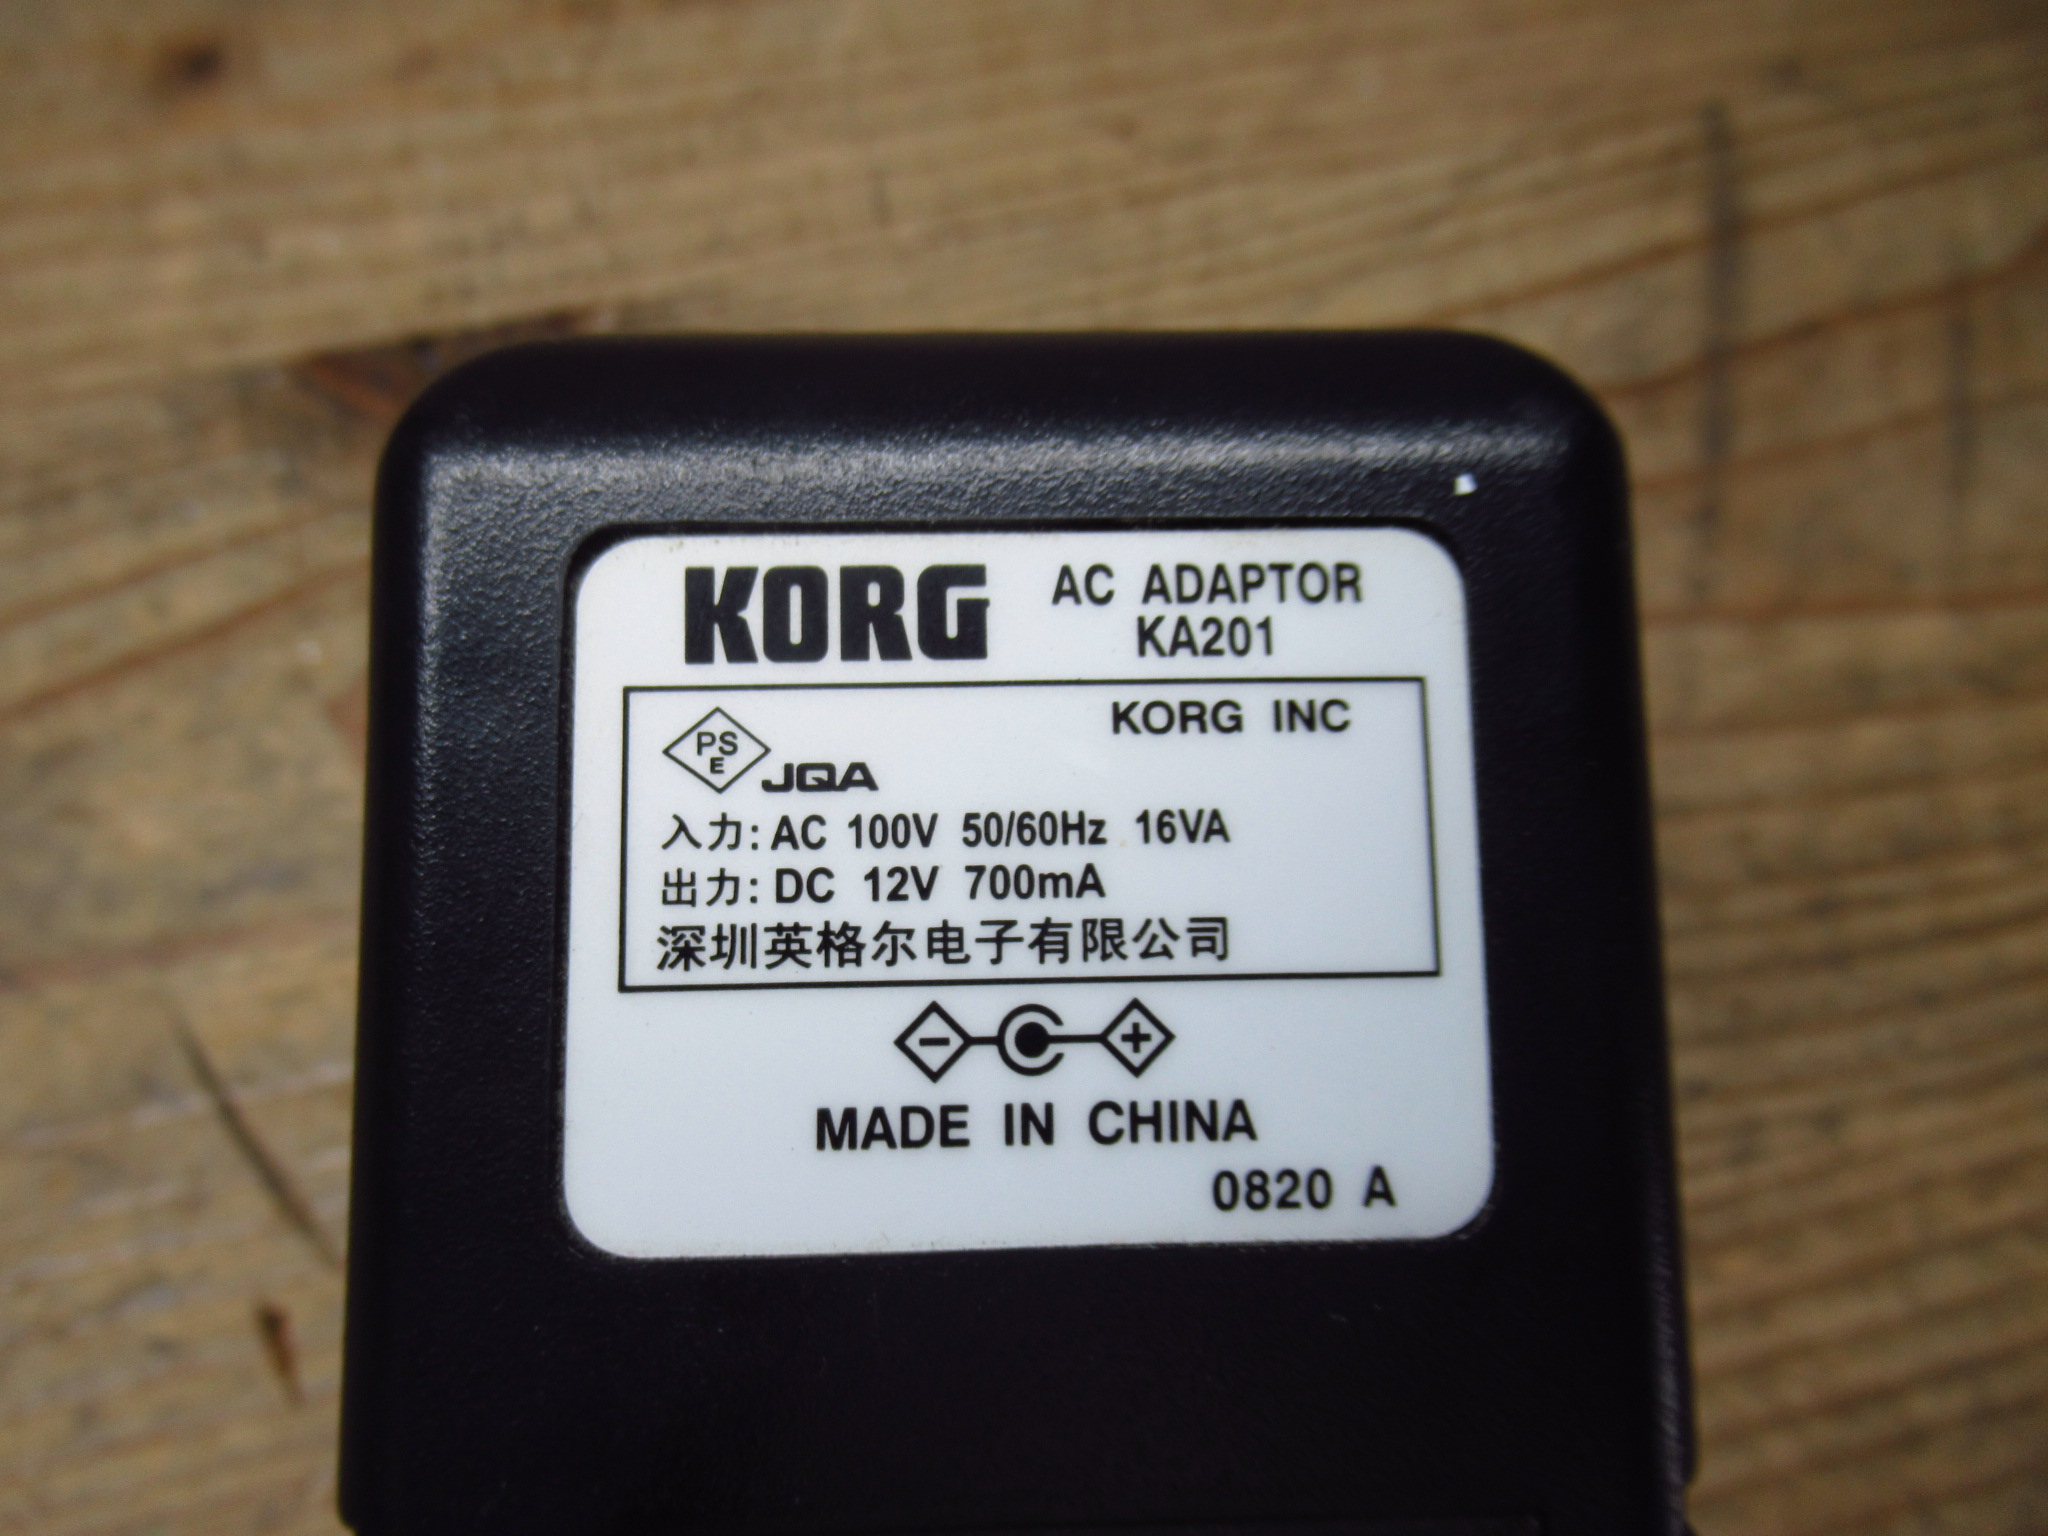 KORG AC ADAPTOR
KA201
KORG INC
PS
E
JQA
入力: AC 100V 50/60Hz 16VA
出力: DC 12V 700mA
深圳英格尔电子有限公司
− +
MADE IN CHINA
0820 A